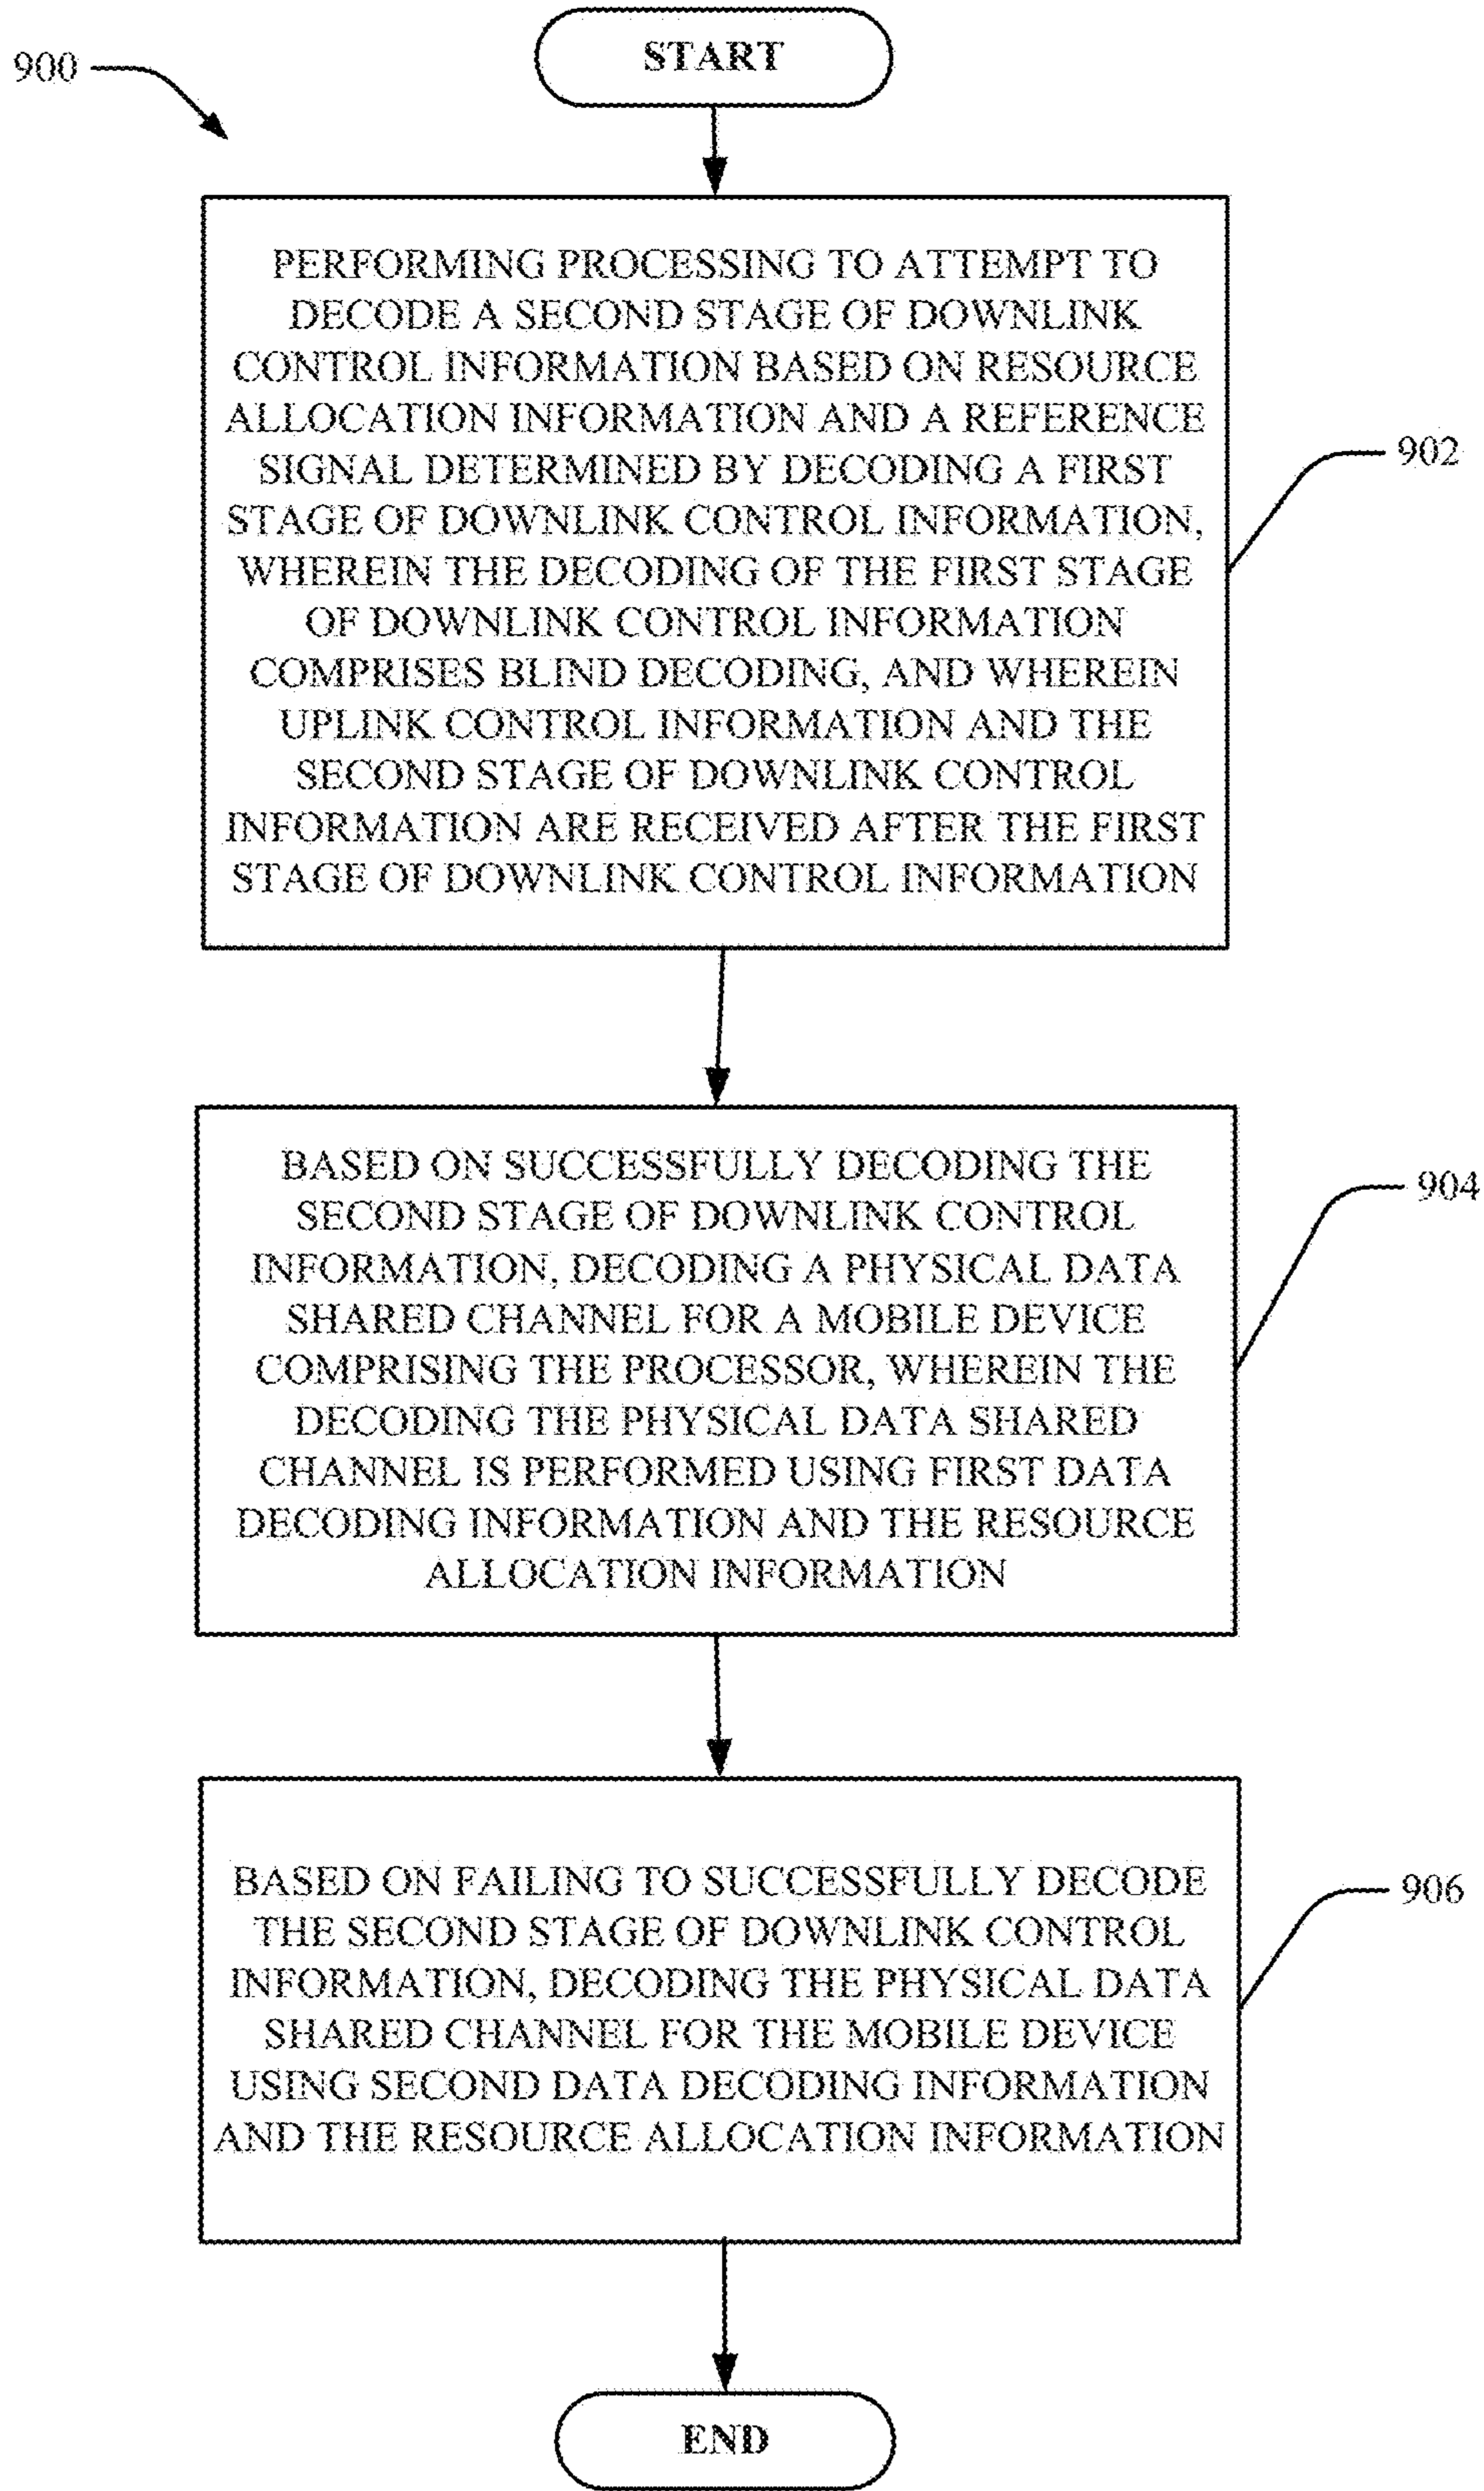 900
START
PERFORMING PROCESSING TO ATTEMPT TO
DECODE A SECOND STAGE OF DOWNLINK
CONTROL INFORMATION BASED ON RESOURCE
ALLOCATION INFORMATION AND A REFERENCE
SIGNAL DETERMINED BY DECODING A FIRST
STAGE OF DOWNLINK CONTROL INFORMATION,
WHEREIN THE DECODING OF THE FIRST STAGE
OF DOWNLINK CONTROL INFORMATION
COMPRISES BLIND DECODING, AND WHEREIN
UPLINK CONTROL INFORMATION AND THE
SECOND STAGE OF DOWNLINK CONTROL
INFORMATION ARE RECEIVED AFTER THE FIRST
STAGE OF DOWNLINK CONTROL INFORMATION
902
BASED ON SUCCESSFULLY DECODING THE
SECOND STAGE OF DOWNLINK CONTROL
INFORMATION, DECODING A PHYSICAL DATA
SHARED CHANNEL FOR A MOBILE DEVICE
COMPRISING THE PROCESSOR, WHEREIN THE
DECODING THE PHYSICAL DATA SHARED
CHANNEL IS PERFORMED USING FIRST DATA
DECODING INFORMATION AND THE RESOURCE
ALLOCATION INFORMATION
904
BASED ON FAILING TO SUCCESSFULLY DECODE
THE SECOND STAGE OF DOWNLINK CONTROL
INFORMATION, DECODING THE PHYSICAL DATA
SHARED CHANNEL FOR THE MOBILE DEVICE
USING SECOND DATA DECODING INFORMATION
AND THE RESOURCE ALLOCATION INFORMATION
906
END